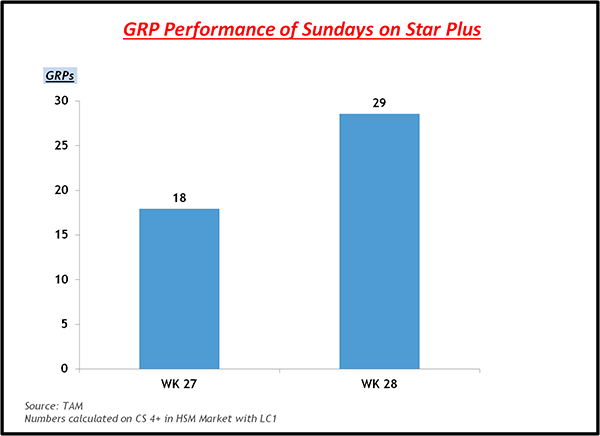 GRP Performance of Sundays on Star Plus
GRPs
30
25
20
15
10
5
0
18
29
WK 27
WK 28
Source: TAM
Numbers calculated on CS 4+ in HSM Market with LC1